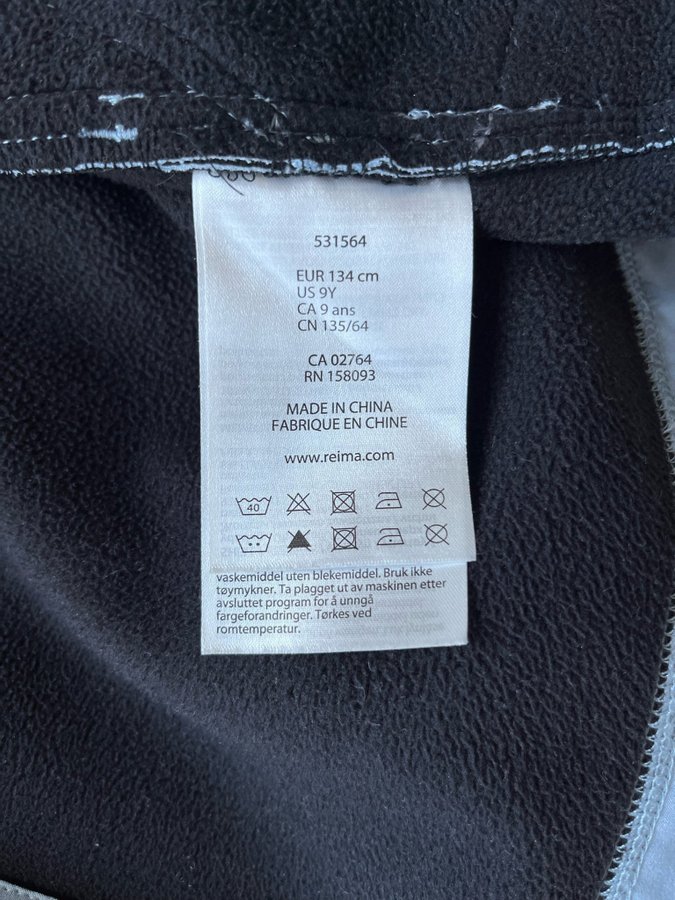 531564
EUR 134 cm
US 9Y
CA 9 ans
CN 135/64
CA 02764
RN 158093
MADE IN CHINA
FABRIQUE EN CHINE
www.reima.com
40
vaskemiddel uten blekemiddel. Bruk ikke
tøymykner. Ta plagget ut av maskinen etter
avsluttet program for å unngå
fargeforandringer. Tørkes ved
romtemperatur.